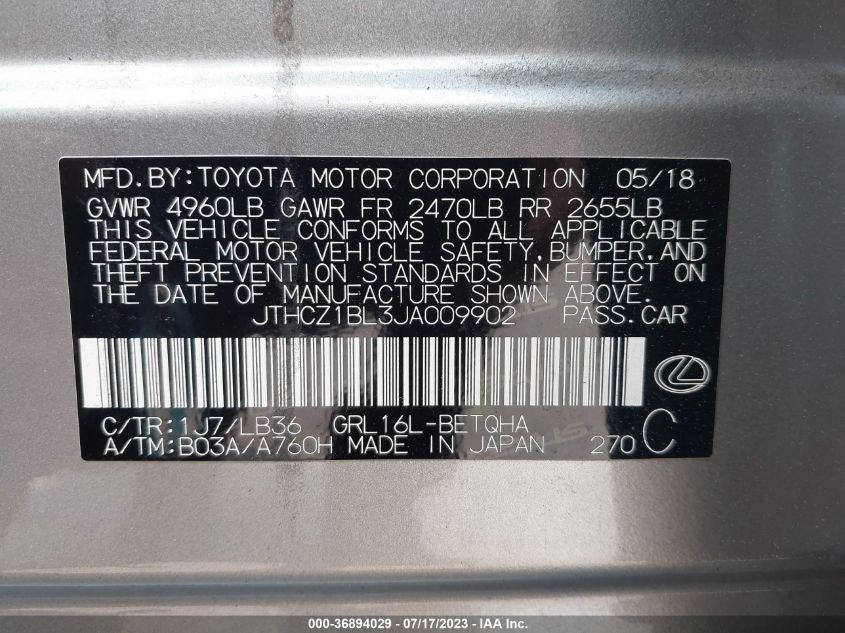 MFD.BY:TOYOTA MOTOR CORPORATION 05/18
GVWR 4960LB GAWR FR 2470LB RR 2655LB
THIS VEHICLE CONFORMS TO ALL APPLICABLE
FEDERAL MOTOR VEHICLE SAFETY,BUMPER,AND
THEFT PREVENTION STANDARDS IN EFFECT ON
THE DATE OF MANUFACTURE SHOWN ABOVE.
JTHCZ1BL3JA009902 PASS.CAR
C/TR:1J7/LB36 GRL16L-BETQHA
A/TM:B03A/A760H MADE IN JAPAN 270 C
000-36894029 - 07/17/2023 - IAA Inc.